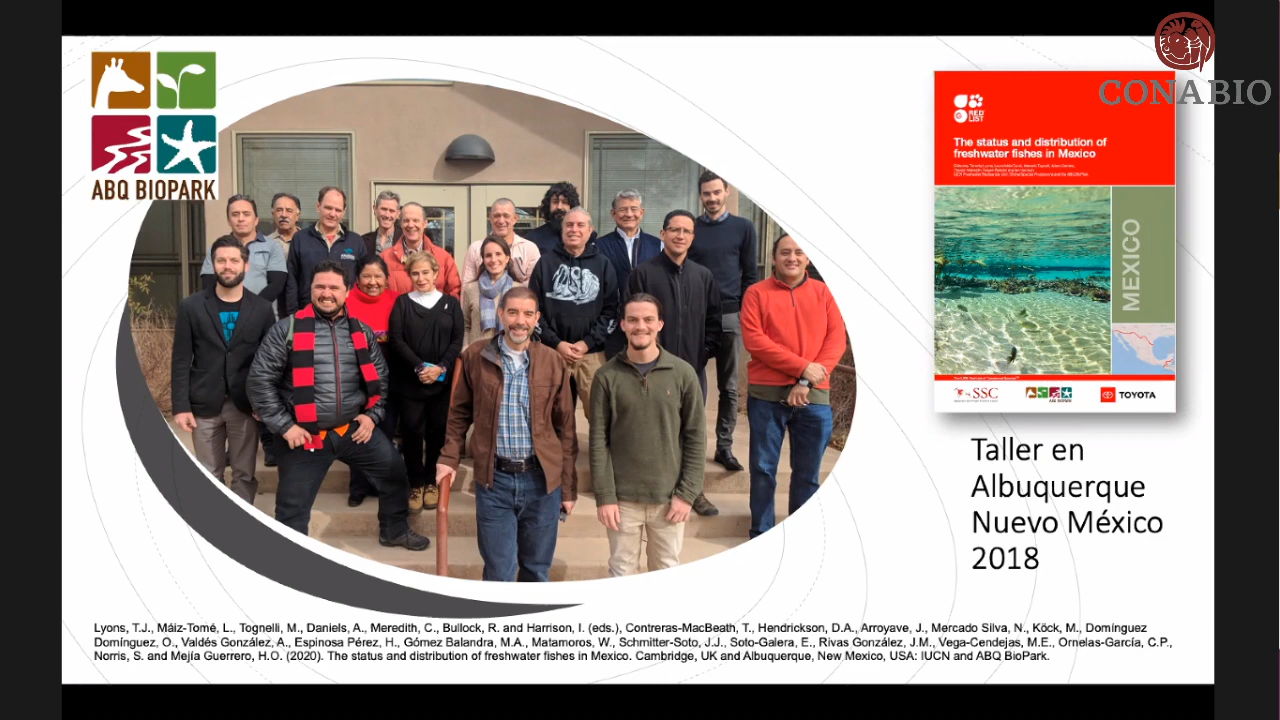 CONABIO
ABQ BIOPARK
RED
LIST
The status and distribution of
freshwater fishes in Mexico
MEXICO
SSC
TOYOTA
Taller en
Albuquerque
Nuevo México
2018
Lyons, T.J., Máiz-Tomé, L., Tognelli, M., Daniels, A., Meredith, C., Bullock, R. and Harrison, I. (eds.), Contreras-MacBeath, T., Hendrickson, D.A., Arroyave, J., Mercado Silva, N., Köck, M., Domínguez
Domínguez, O., Valdés González, A., Espinosa Pérez, H., Gómez Balandra, M.A., Matamoros, W., Schmitter-Soto, J.J., Soto-Galera, E., Rivas González, J.M., Vega-Cendejas, M.E., Ornelas-García, C.P.,
Norris, S. and Mejía Guerrero, H.O. (2020). The status and distribution of freshwater fishes in Mexico. Cambridge, UK and Albuquerque, New Mexico, USA: IUCN and ABQ BioPark.